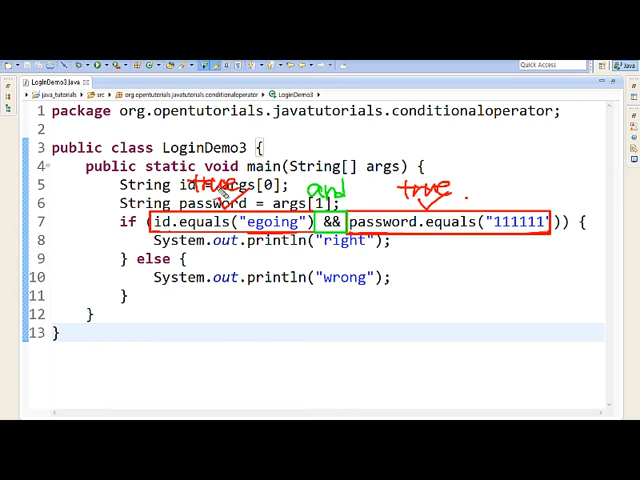 Quick Access
Java
LoginDemo3.java
java_tutorials
src
org.opentutorials.javatutorials.conditionaloperator
LoginDemo3
1 package org.opentutorials.javatutorials.conditionaloperator;
2
3 public class LoginDemo3 {
4 public static void main(String[] args) {
5 String id = args[0];
true and true
6 String password = args[1];
7 if (id.equals("egoing") && password.equals("111111")) {
8 System.out.println("right");
9 } else {
10 System.out.println("wrong");
11 }
12 }
13 }